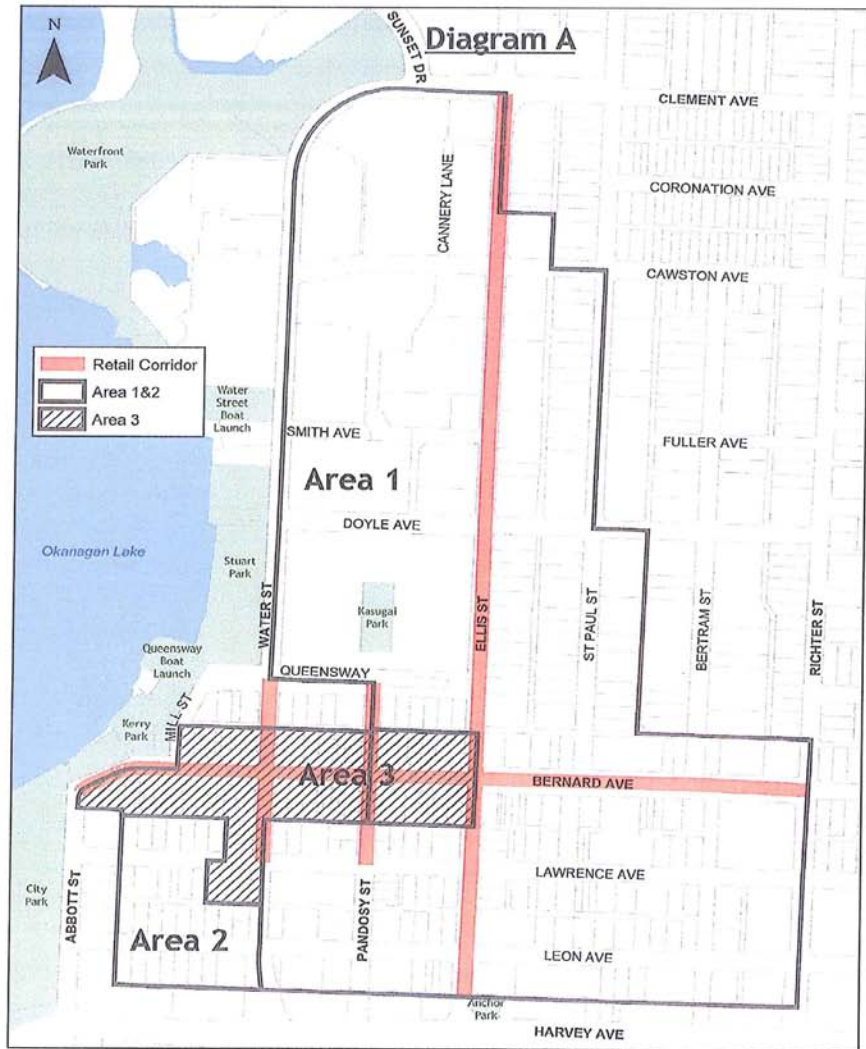 N
SUNSET DR
Diagram A
CLEMENT AVE
Waterfront
Park
CANNERY LANE
CORONATION AVE
CAWSTON AVE
Retail Corridor
Area 1&2
Area 3
Water
Street
Boat
Launch
SMITH AVE
FULLER AVE
Area 1
DOYLE AVE
Okanagan Lake
Stuart
Park
WATER ST
Kasugai
Park
ELLIS ST
ST PAUL ST
BERTRAM ST
RICHTER ST
Queensway
Boat
Launch
QUEENSWAY
MILL ST
Kerry
Park
Area 3
BERNARD AVE
LAWRENCE AVE
City
Park
ABBOTT ST
Area 2
PANDOSY ST
LEON AVE
Anchor
Park
HARVEY AVE